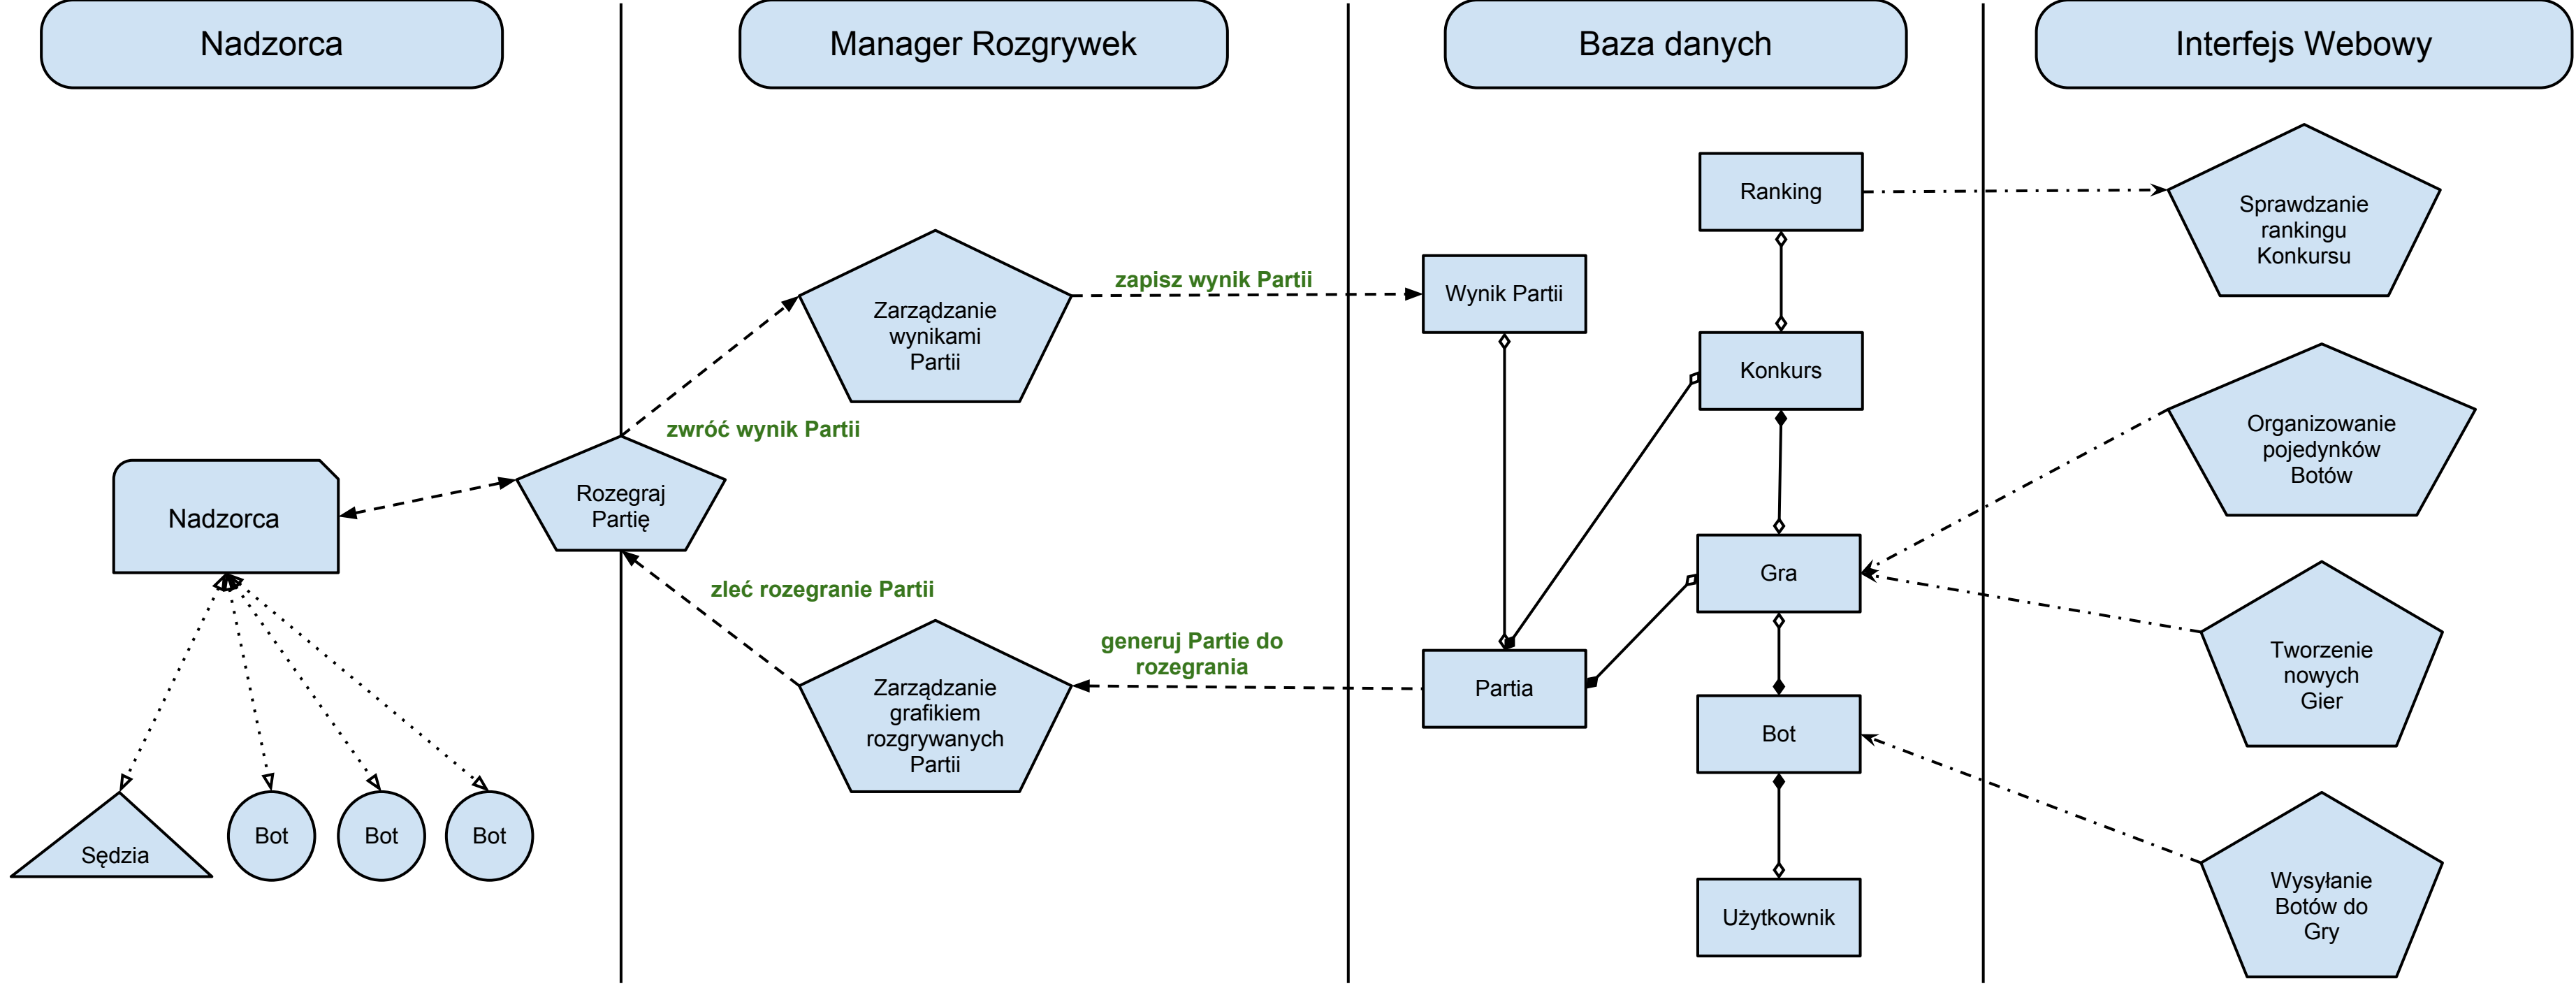 Nadzorca
Manager Rozgrywek
Baza danych
Interfejs Webowy
Nadzorca
Sędzia
Bot
Bot
Bot
Rozegraj
Partię
zwróć wynik Partii
zleć rozegranie Partii
Zarządzanie
wynikami
Partii
Zarządzanie
grafikiem
rozgrywanych
Partii
zapisz wynik Partii
generuj Partie do
rozegrania
Wynik Partii
Partia
Ranking
Konkurs
Gra
Bot
Użytkownik
Sprawdzanie
rankingu
Konkursu
Organizowanie
pojedynków
Botów
Tworzenie
nowych
Gier
Wysyłanie
Botów do
Gry